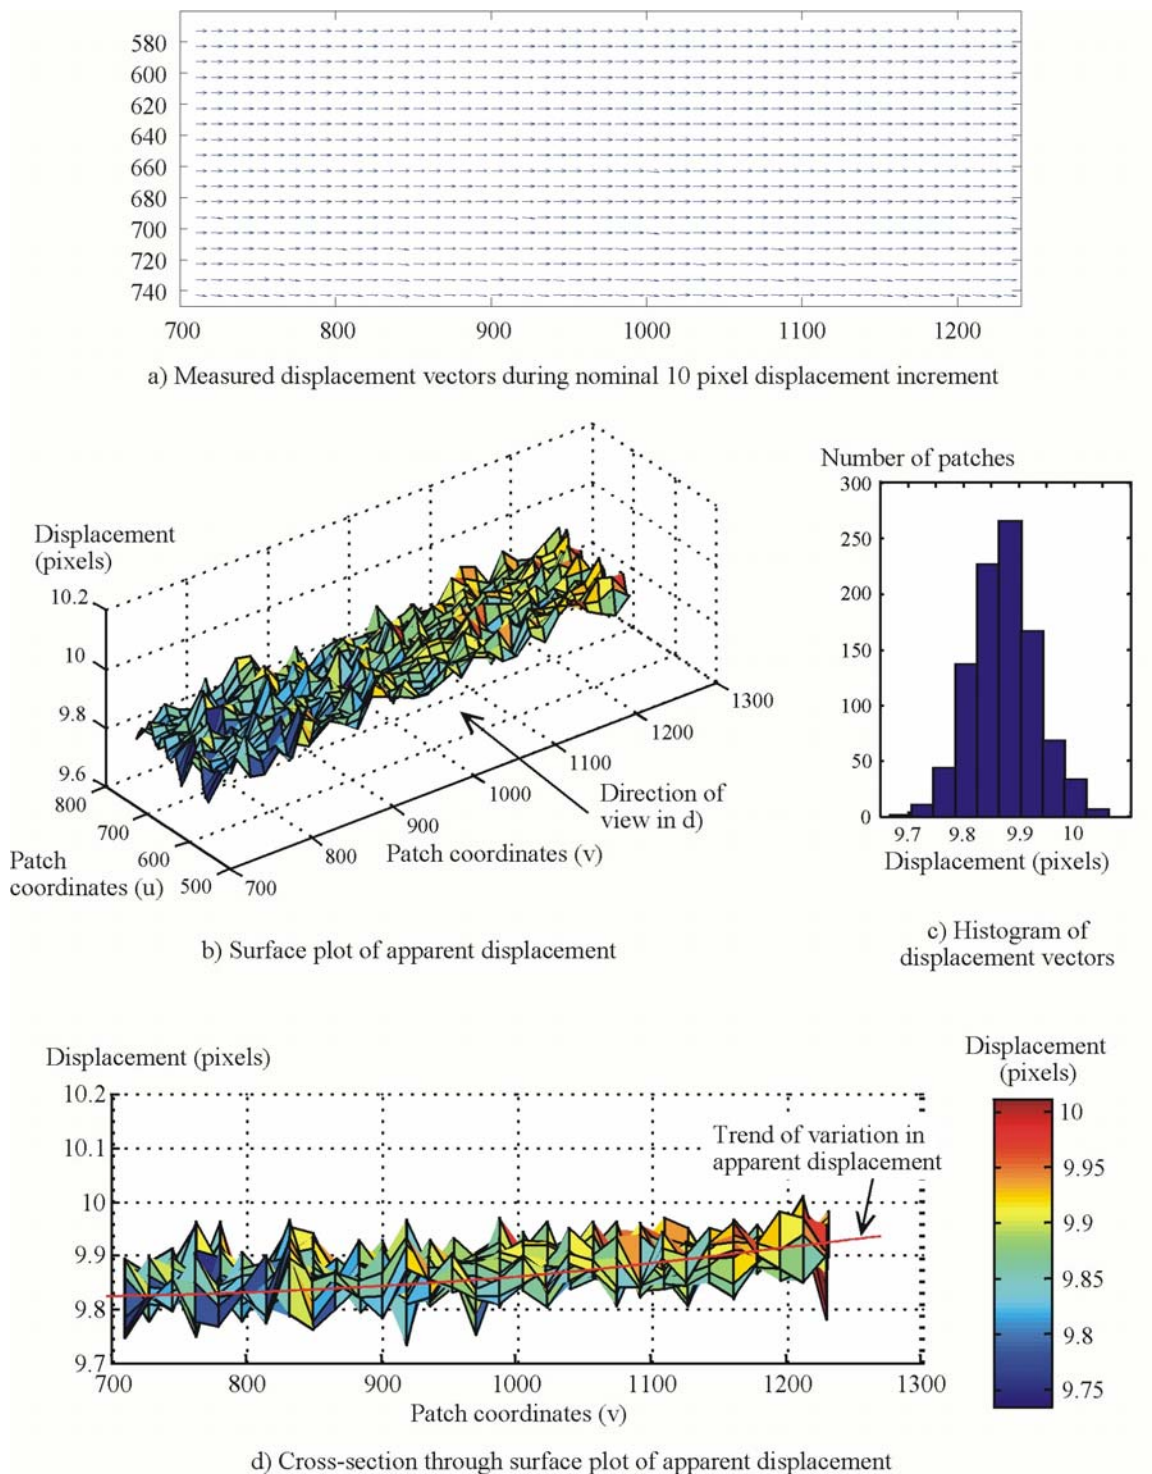 580
600
620
640
660
680
700
720
740
700 800 900 1000 1100 1200
a) Measured displacement vectors during nominal 10 pixel displacement increment
Displacement
(pixels)
10.2
10
9.8
9.6
800
700
600
500
Patch
coordinates (u)
700
800
900
1000
1100
1200
1300
Patch coordinates (v)
Direction of
view in d)
b) Surface plot of apparent displacement
Number of patches
300
250
200
150
100
50
0
9.7 9.8 9.9 10
Displacement (pixels)
c) Histogram of
displacement vectors
Displacement (pixels)
10.2
10.1
10
9.9
9.8
9.7
700 800 900 1000 1100 1200 1300
Patch coordinates (v)
Trend of variation in
apparent displacement
Displacement
(pixels)
10
9.95
9.9
9.85
9.8
9.75
d) Cross-section through surface plot of apparent displacement